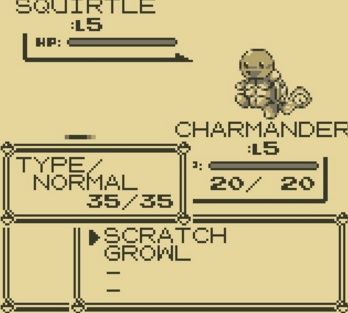 SQUIRTLE
:L5
HP:
CHARMANDER
:L5
20/ 20
TYPE/
NORMAL
35/35
▶SCRATCH
GROWL
–
–